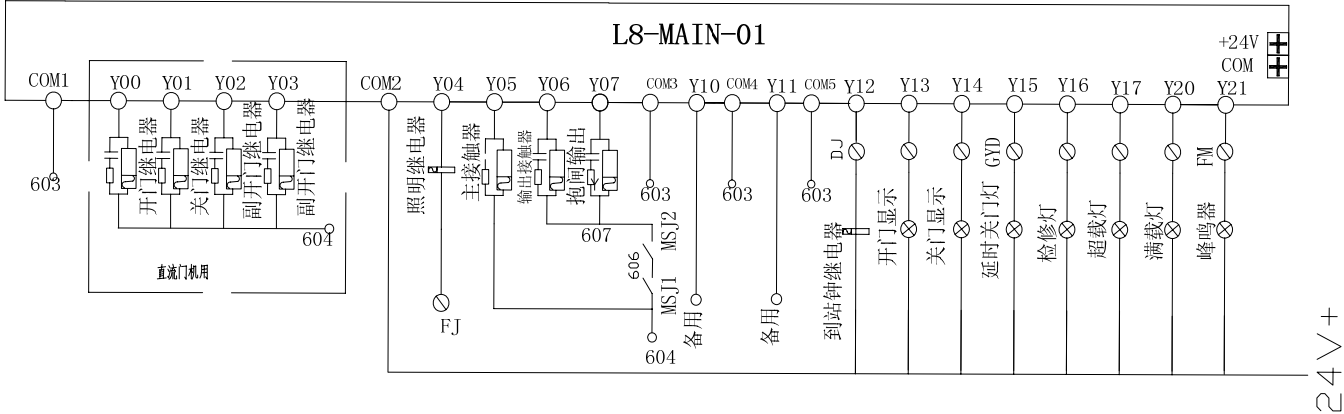 L8-MAIN-01
+24V
COM
COM1
Y00
Y01
Y02
Y03
COM2
Y04
Y05
Y06
Y07
COM3
Y10
COM4
Y11
COM5
Y12
Y13
Y14
Y15
Y16
Y17
Y20
Y21
603
开门继电器
关门继电器
副开门继电器
副开门继电器
604
直流门机用
照明继电器
FJ
主接触器
输出接触器
抱闸输出
607
MSJ2
606
MSJ1
604
603
备用
603
备用
603
DJ
到站钟继电器
开门显示
关门显示
GYD
延时关门灯
检修灯
超载灯
满载灯
FM
峰鸣器
24V+